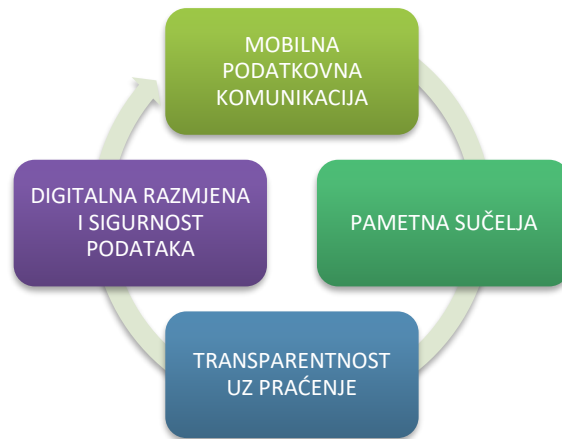 MOBILNA
PODATKOVNA
KOMUNIKACIJA
DIGITALNA RAZMJENA
I SIGURNOST
PODATAKA
PAMETNA SUČELJA
TRANSPARENTNOST
UZ PRAĆENJE